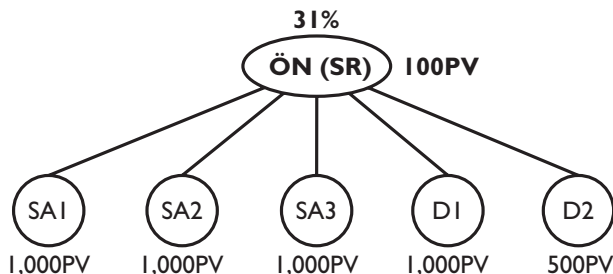 31%
ÖN (SR) 100PV
SA1 SA2 SA3 D1 D2
1,000PV 1,000PV 1,000PV 1,000PV 500PV